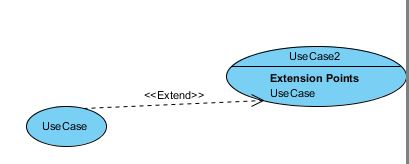 UseCase2
<<Extend>>
Extension Points
UseCase
UseCase